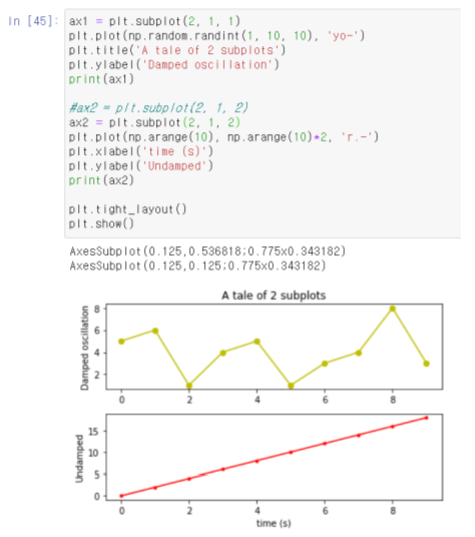 In [45]:
ax1 = plt.subplot(2, 1, 1)
plt.plot(np.random.randint(1, 10, 10), 'yo-')
plt.title('A tale of 2 subplots')
plt.ylabel('Damped oscillation')
print(ax1)
#ax2 = plt.subplot(2, 1, 2)
ax2 = plt.subplot(2, 1, 2)
plt.plot(np.arange(10), np.arange(10)*2, 'r.-')
plt.xlabel('time (s)')
plt.ylabel('Undamped')
print(ax2)
plt.tight_layout()
plt.show()
AxesSubplot(0.125,0.536818;0.775x0.343182)
AxesSubplot(0.125,0.125;0.775x0.343182)
A tale of 2 subplots
Damped oscillation
8
6
4
2
0 2 4 6 8
Undamped
15
10
5
0
0 2 4 6 8
time (s)